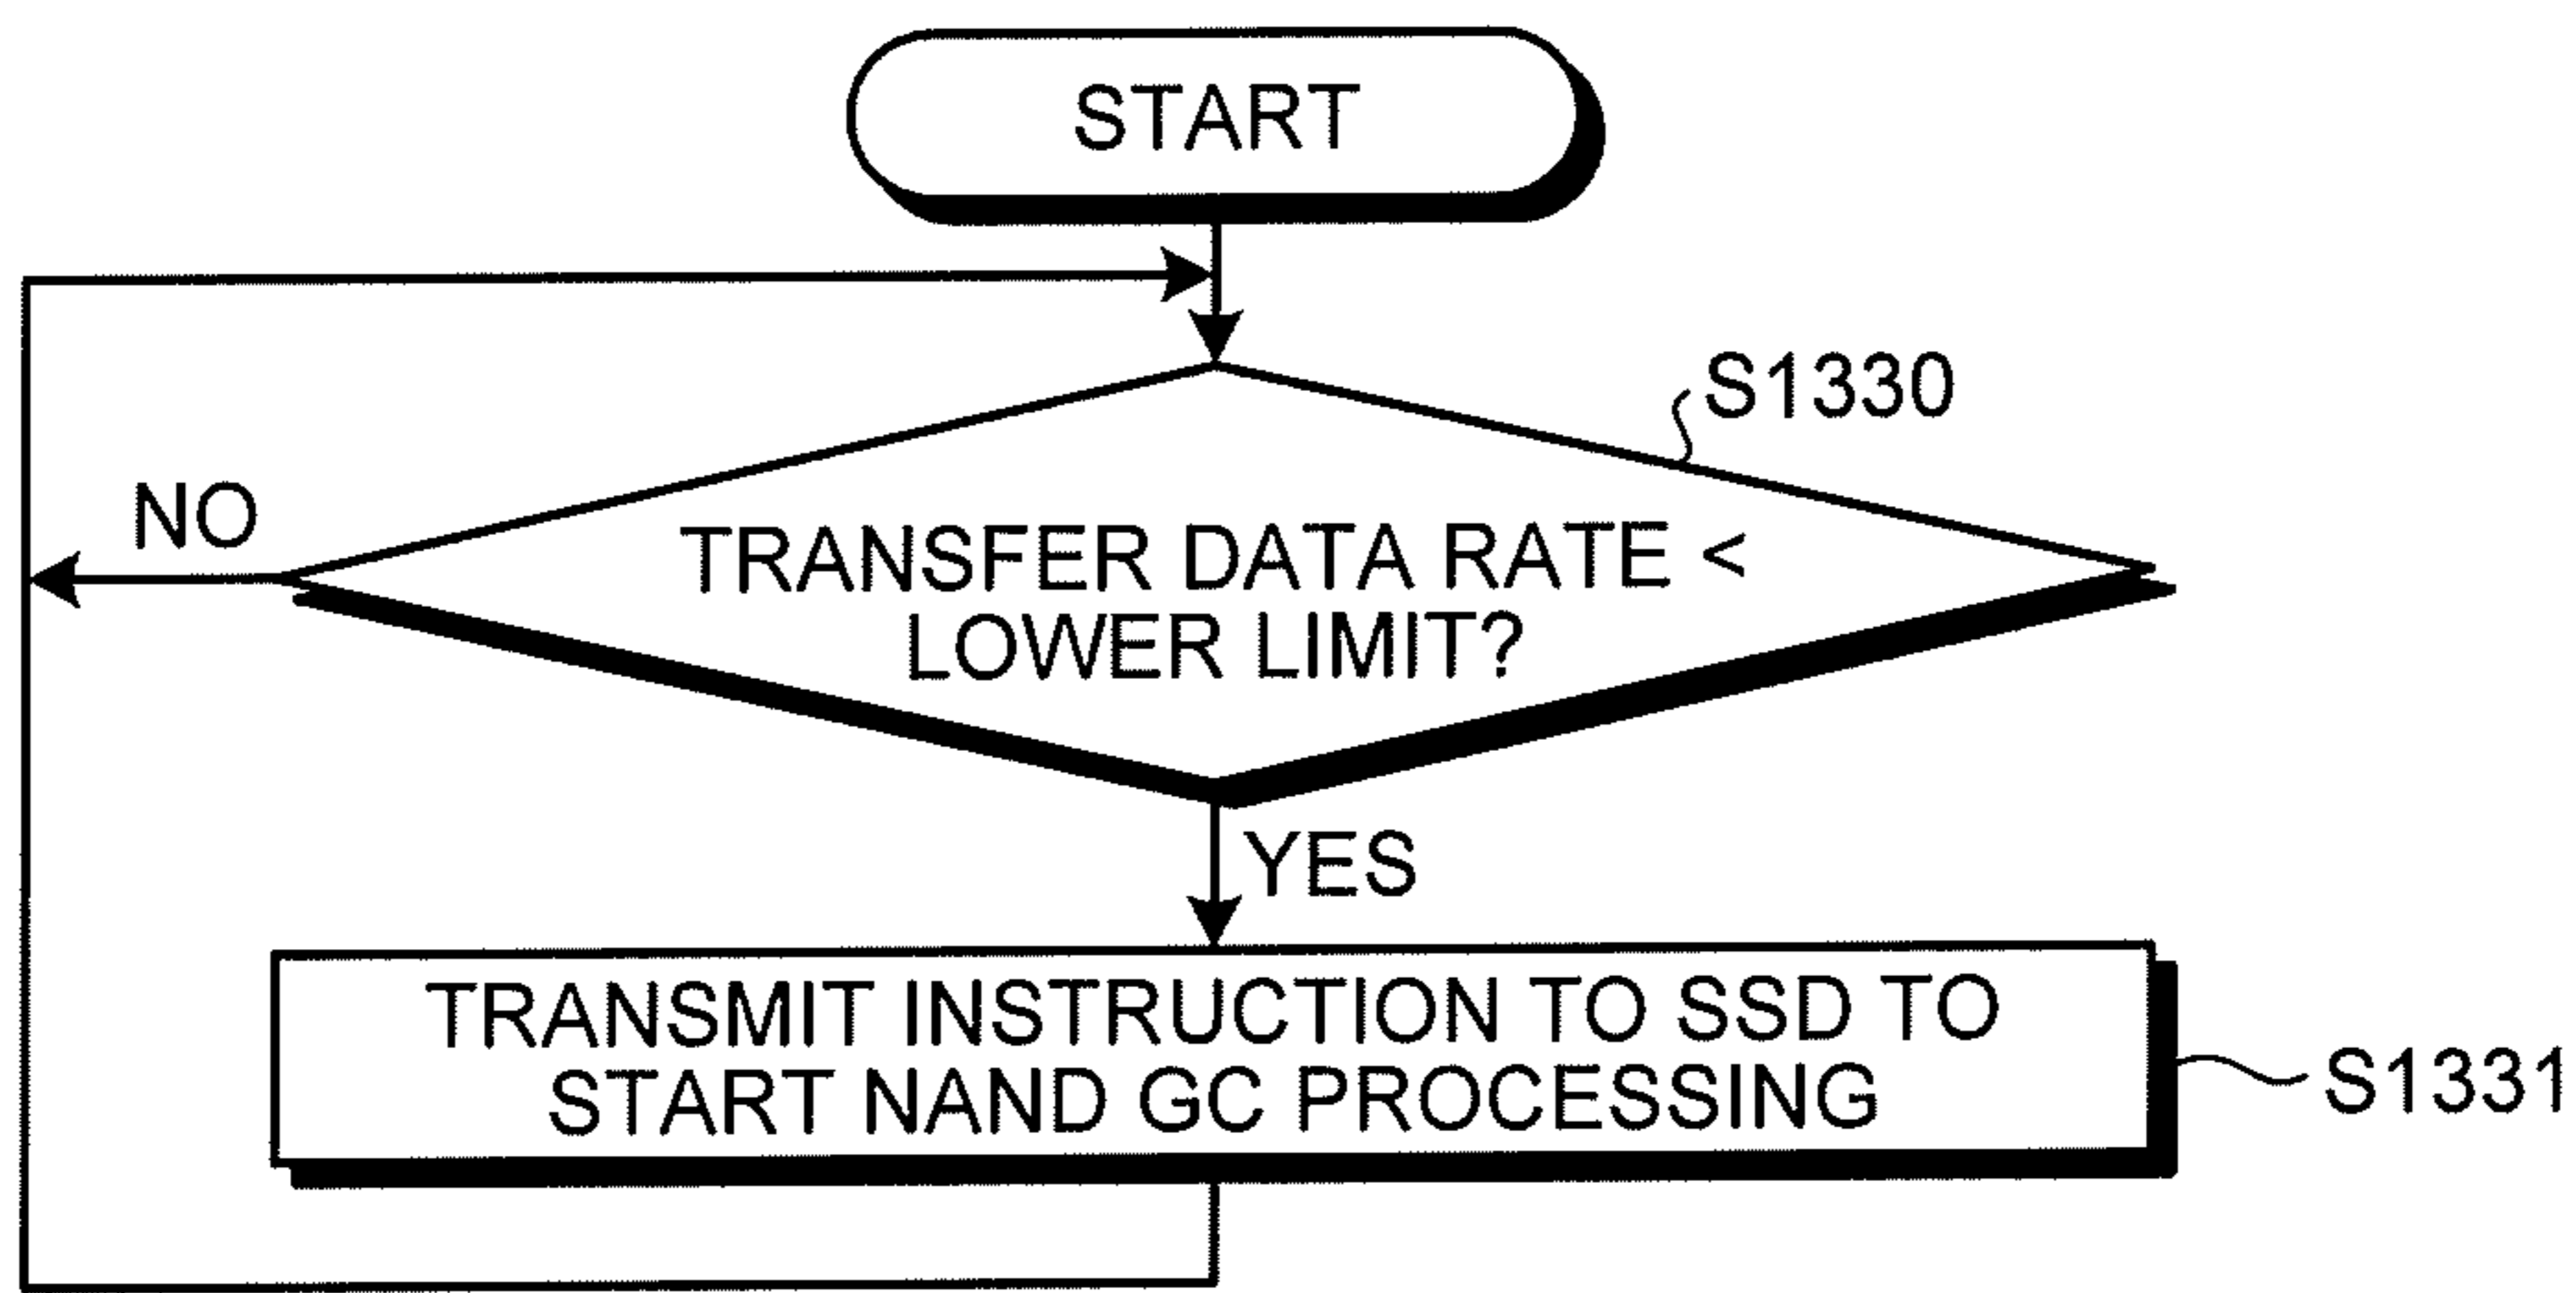 START
S1330
NO
TRANSFER DATA RATE <
LOWER LIMIT?
YES
TRANSMIT INSTRUCTION TO SSD TO
START NAND GC PROCESSING
S1331